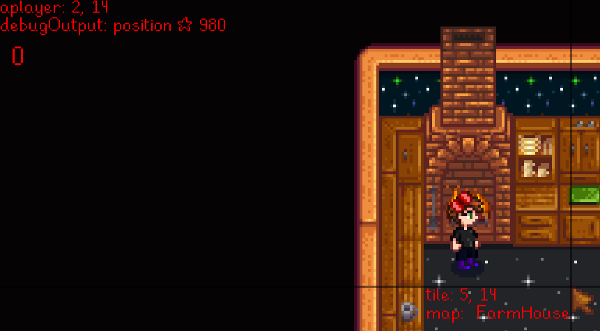 aplayer: 2, 14
debugOutput: position ☆ 980
0
tile: 5, 14
map: FarmHouse